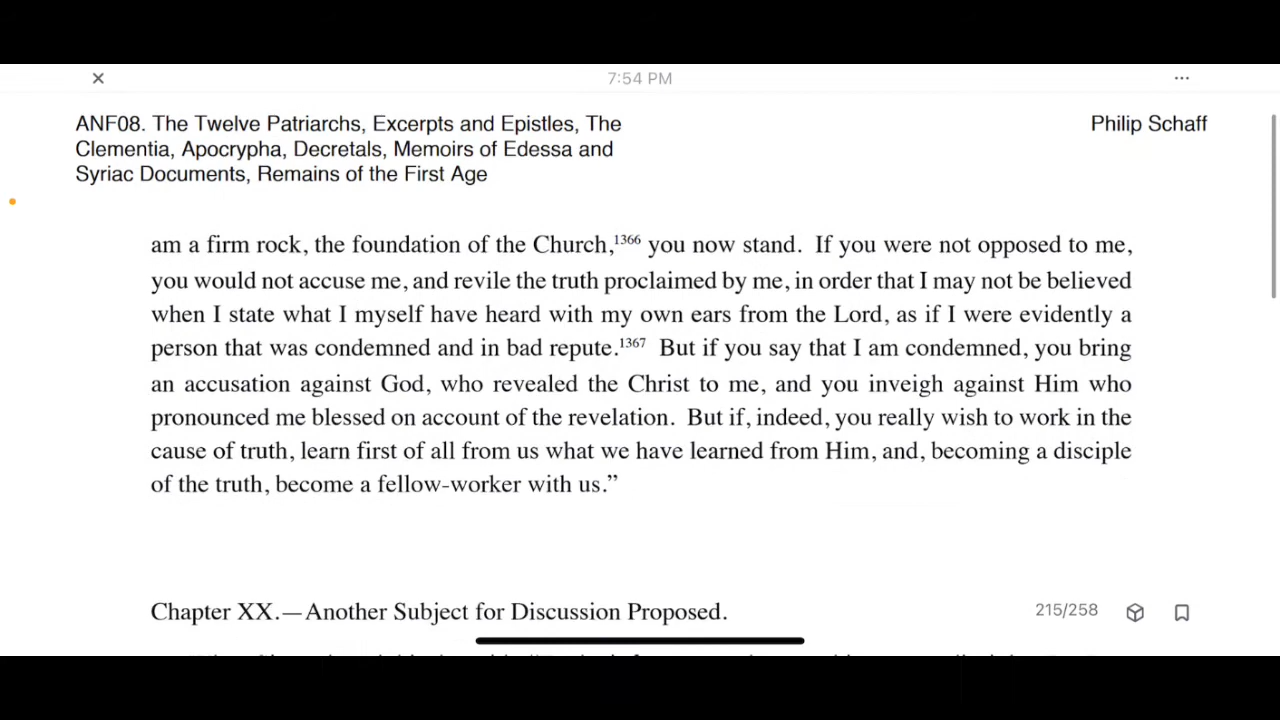 7:54 PM
ANF08. The Twelve Patriarchs, Excerpts and Epistles, The
Clementia, Apocrypha, Decretals, Memoirs of Edessa and
Syriac Documents, Remains of the First Age
Philip Schaff
am a firm rock, the foundation of the Church,1366 you now stand. If you were not opposed to me,
you would not accuse me, and revile the truth proclaimed by me, in order that I may not be believed
when I state what I myself have heard with my own ears from the Lord, as if I were evidently a
person that was condemned and in bad repute.1367 But if you say that I am condemned, you bring
an accusation against God, who revealed the Christ to me, and you inveigh against Him who
pronounced me blessed on account of the revelation. But if, indeed, you really wish to work in the
cause of truth, learn first of all from us what we have learned from Him, and, becoming a disciple
of the truth, become a fellow-worker with us.”
Chapter XX.—Another Subject for Discussion Proposed.
215/258